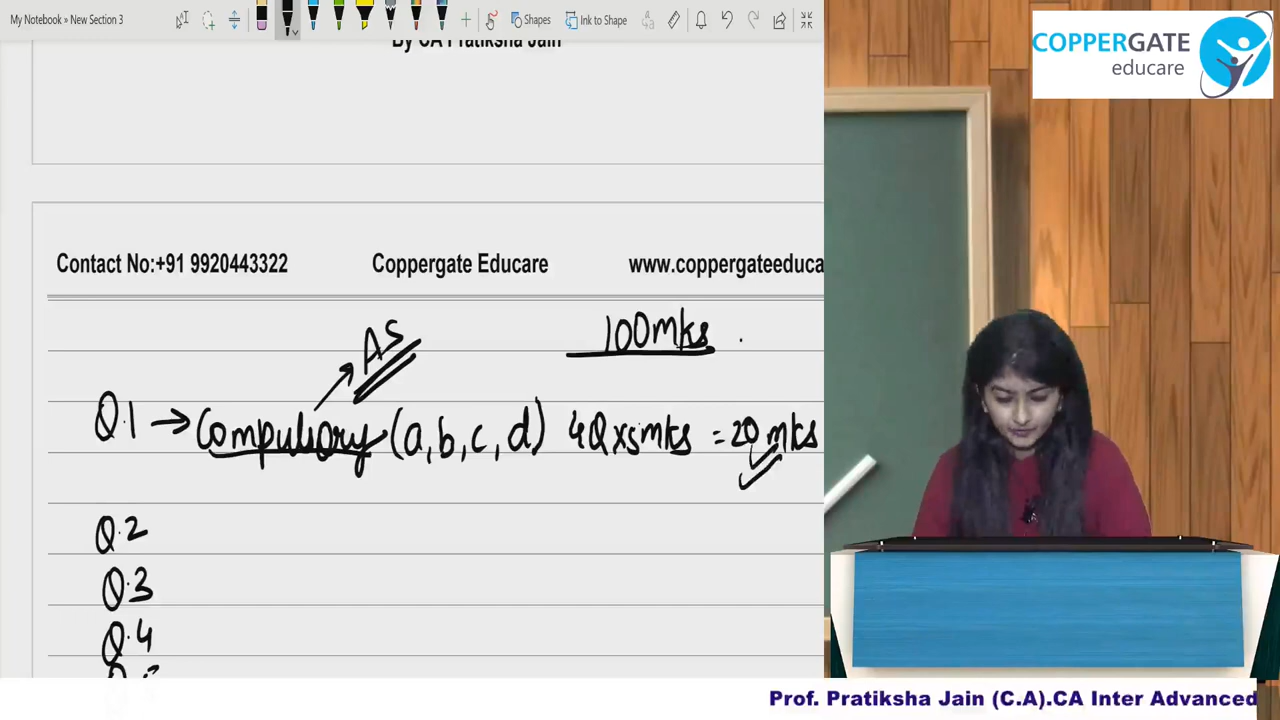 My Notebook » New Section 3
Shapes
Ink to Shape
By CA Pratiksha Jain
COPPERGATE
educare
Contact No:+91 9920443322 Coppergate Educare www.coppergateeduca
100mks
AS
Q.1 → Compulsory (a, b, c, d) 4Q x 5mks = 20 mks
Q.2
Q.3
Q.4
Prof. Pratiksha Jain (C.A).CA Inter Advanced